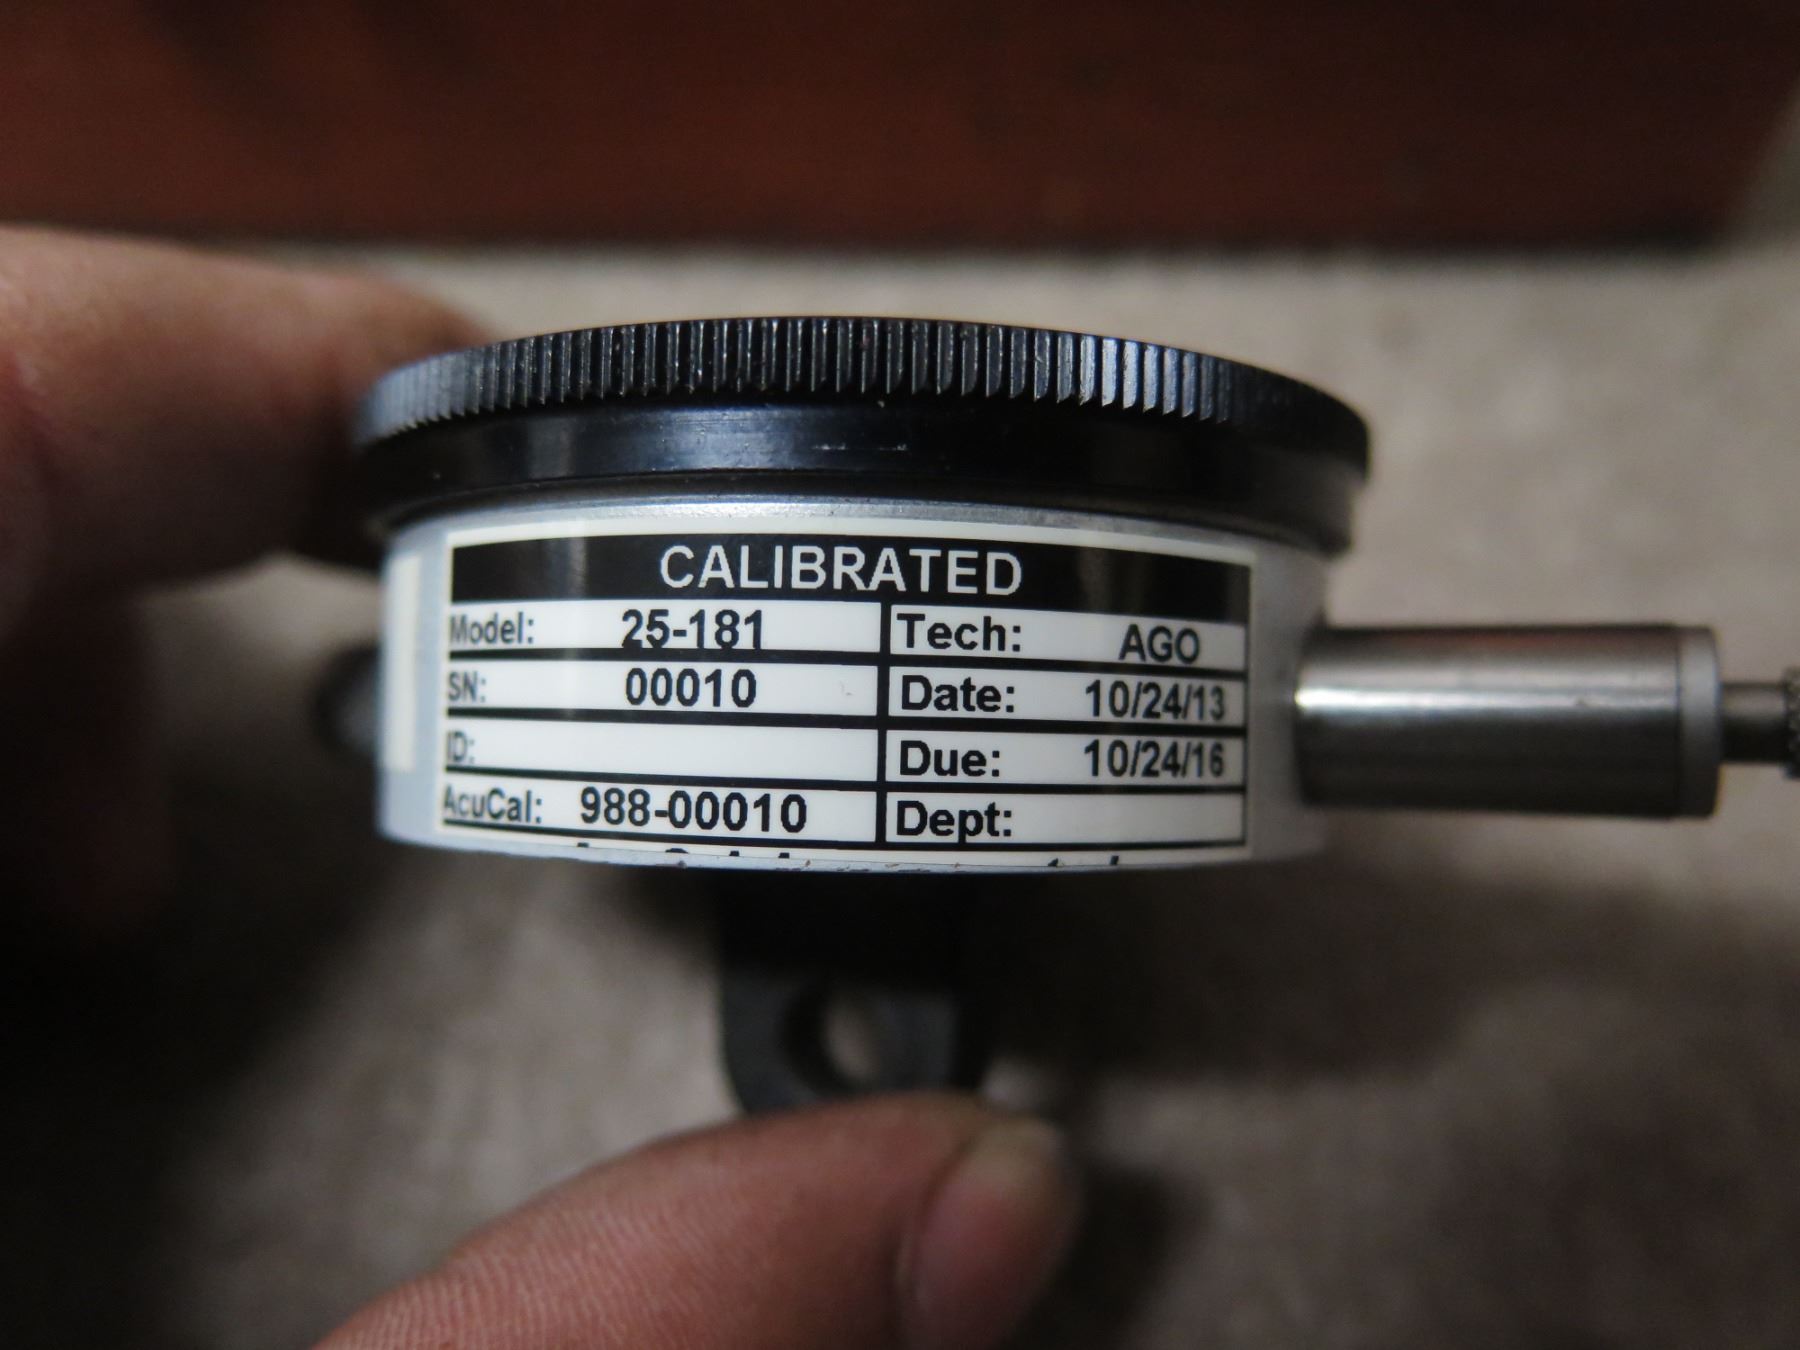 CALIBRATED
Model: 25-181 Tech: AGO
SN: 00010 Date: 10/24/13
ID: Due: 10/24/16
AcuCal: 988-00010 Dept: